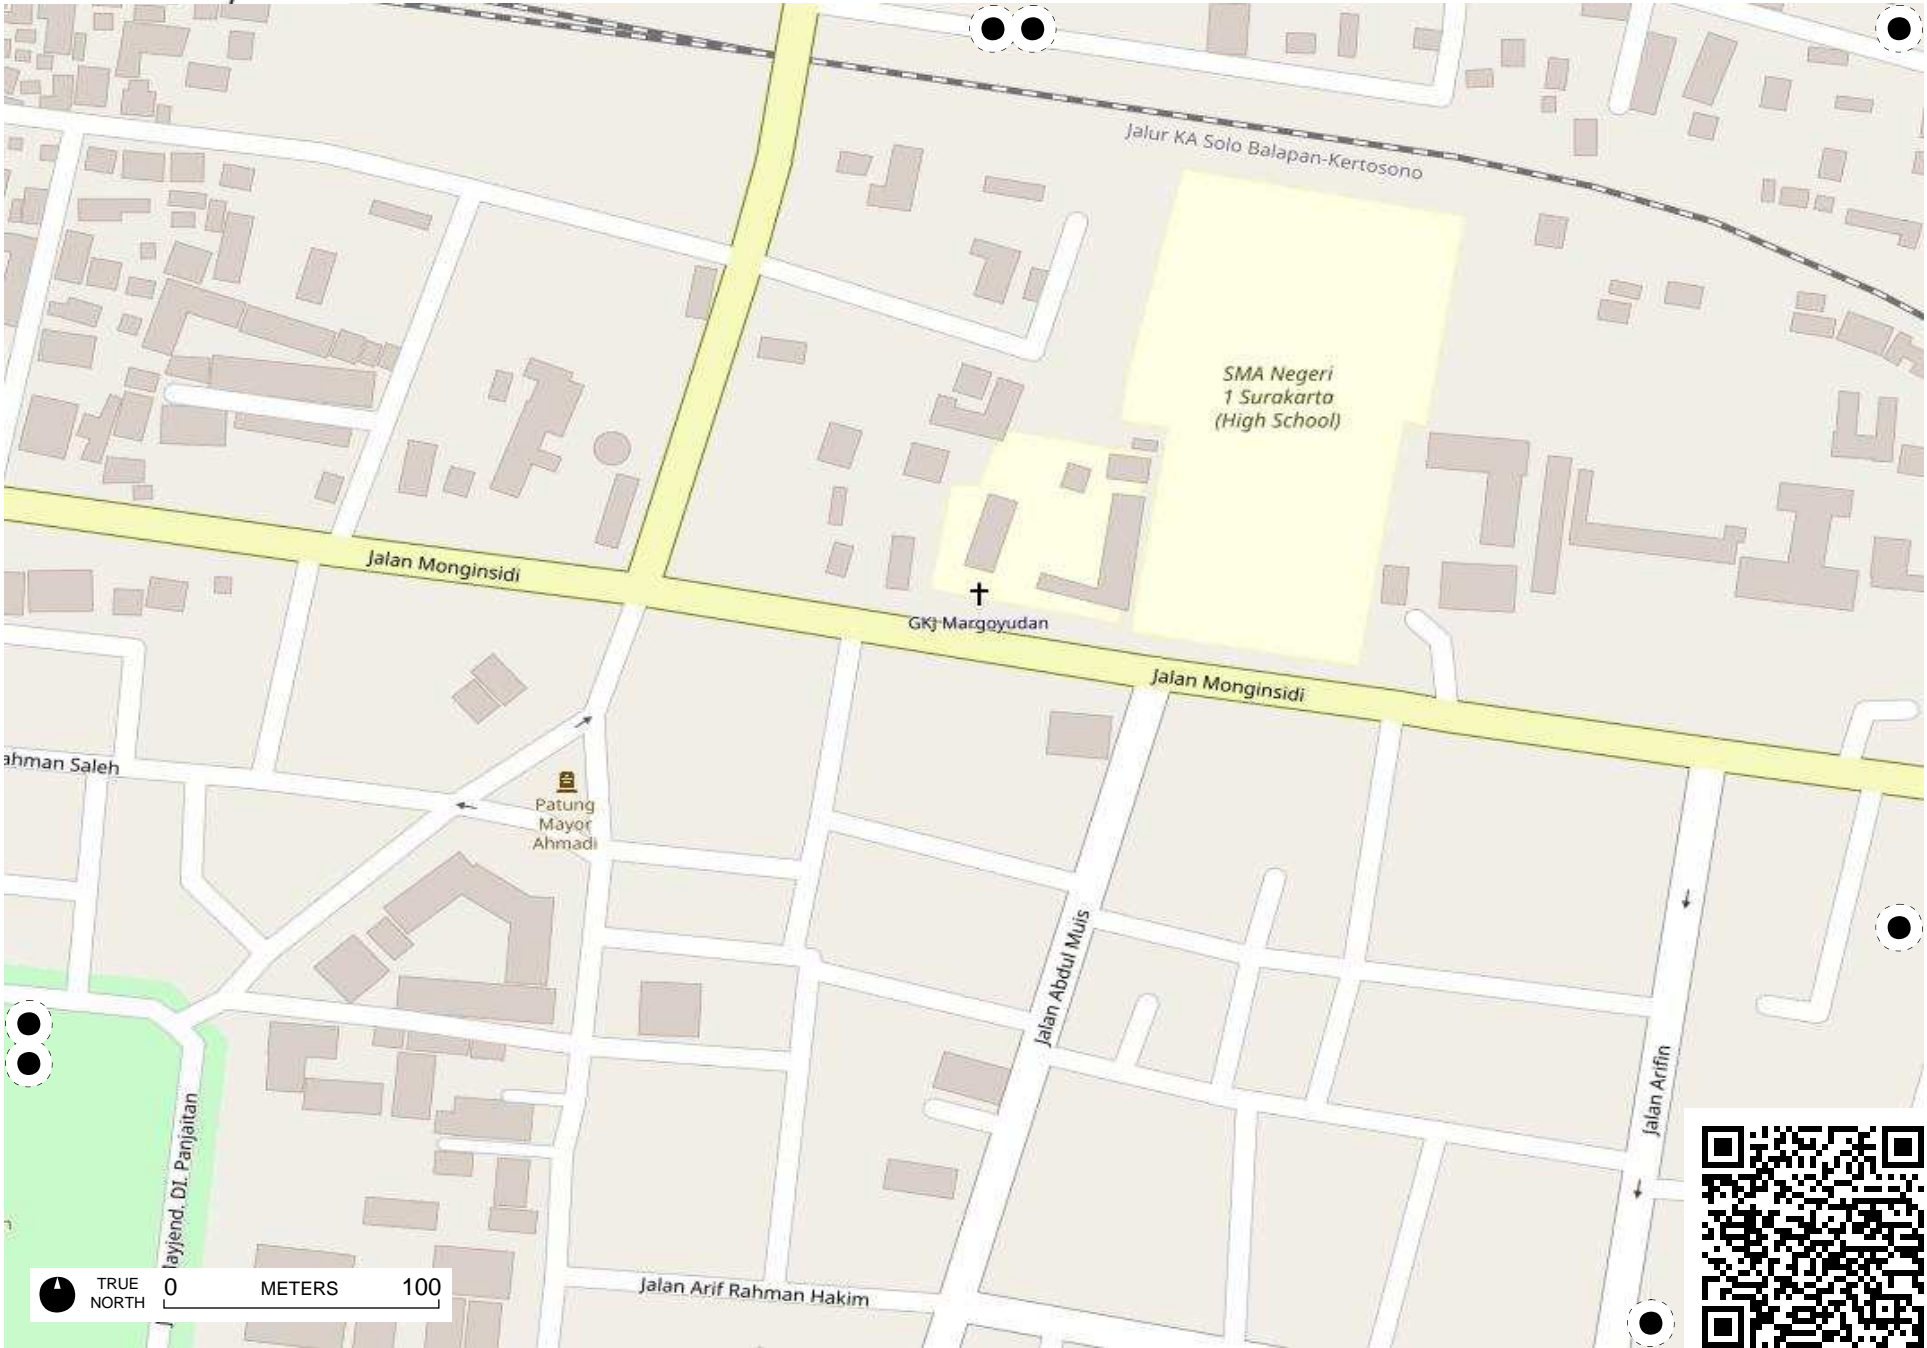 Jalur KA Solo Balapan-Kertosono
SMA Negeri
1 Surakarta
(High School)
Jalan Monginsidi
GKJ Margoyudan
Jalan Monginsidi
ahman Saleh
Patung
Mayor
Ahmadi
Jalan Abdul Muis
Jalan Arifin
ayjend. DI. Panjaitan
Jalan Arif Rahman Hakim
TRUE
NORTH
0 METERS 100